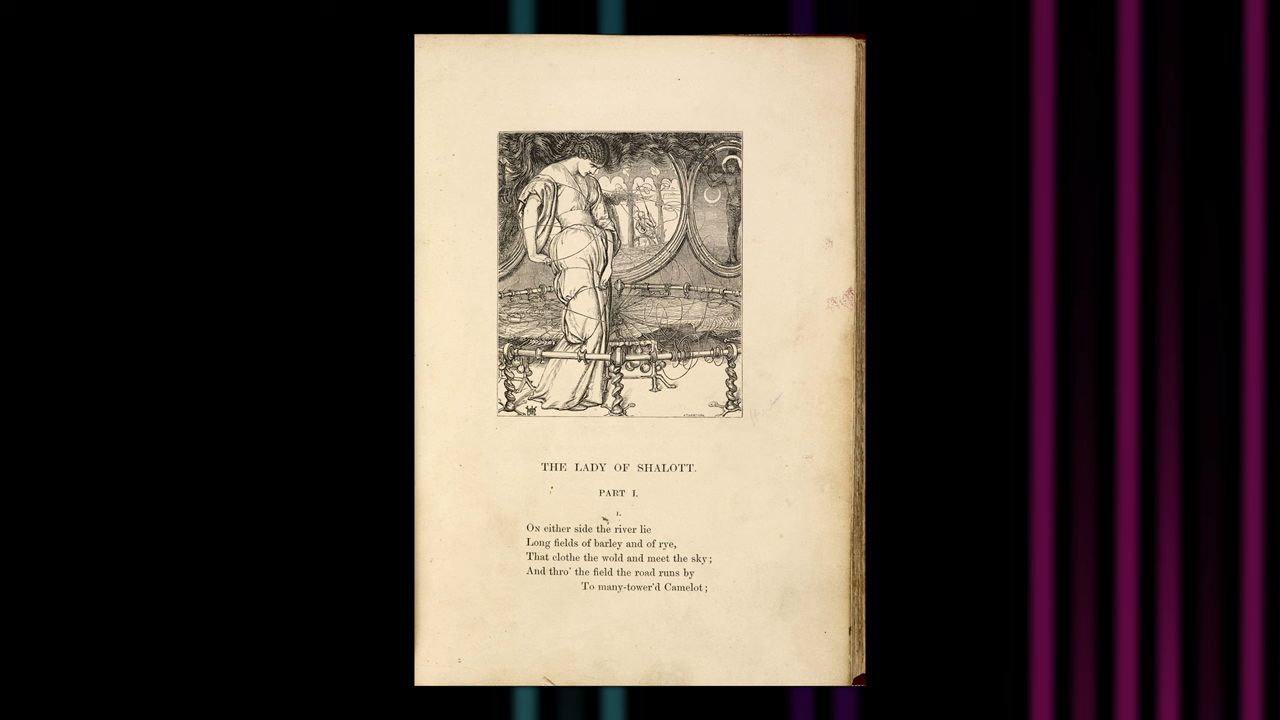 THE LADY OF SHALOTT.
PART I.
I.
On either side the river lie
Long fields of barley and of rye,
That clothe the wold and meet the sky;
And thro' the field the road runs by
To many-tower'd Camelot;